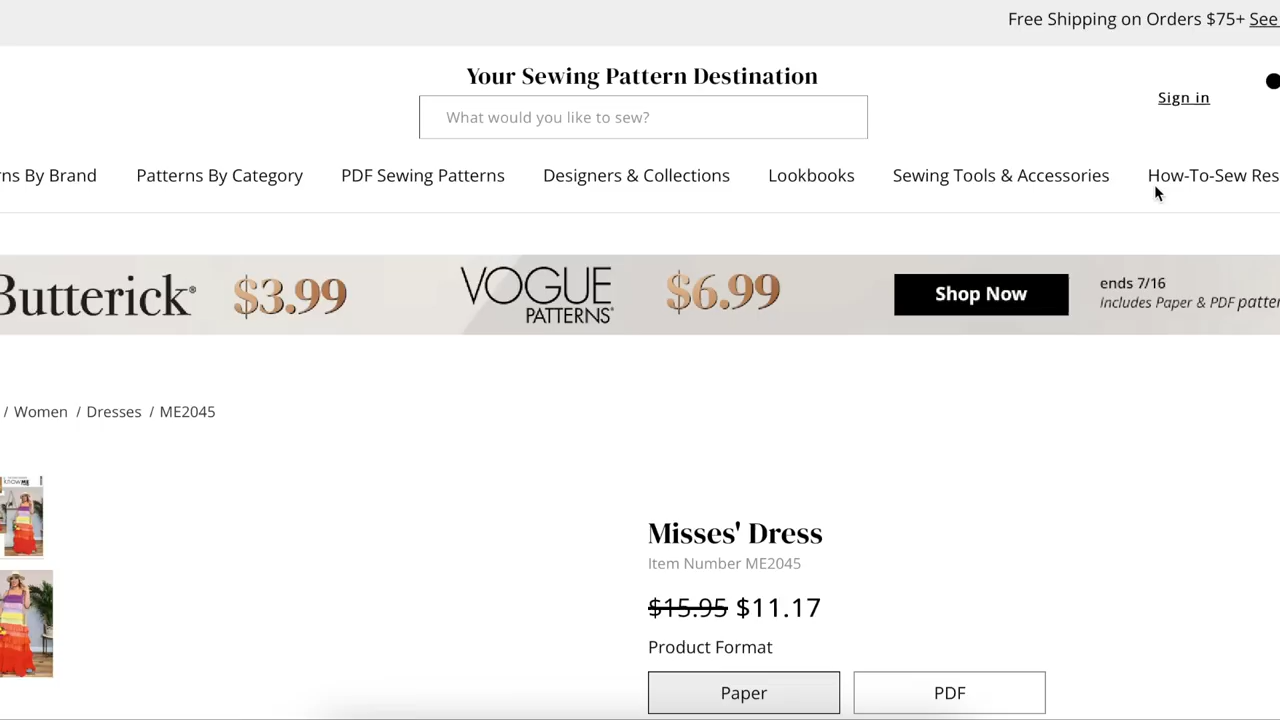 Free Shipping on Orders $75+ See
Your Sewing Pattern Destination
What would you like to sew?
Sign in
rns By Brand Patterns By Category PDF Sewing Patterns Designers & Collections Lookbooks Sewing Tools & Accessories How-To-Sew Res
Butterick® $3.99 VOGUE PATTERNS® $6.99 Shop Now ends 7/16
includes Paper & PDF patter
/ Women / Dresses / ME2045
knowME
Misses' Dress
Item Number ME2045
$15.95 $11.17
Product Format
Paper PDF